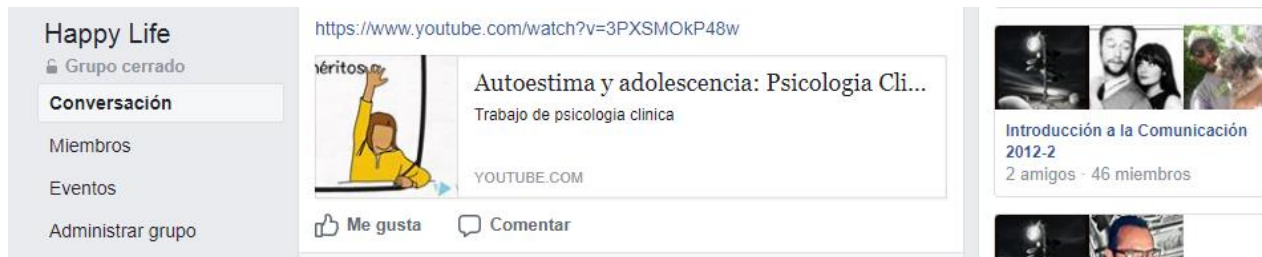 Happy Life
Grupo cerrado
Conversación
Miembros
Eventos
Administrar grupo
https://www.youtube.com/watch?v=3PXSMOkP48w
méritos
Autoestima y adolescencia: Psicologia Cli...
Trabajo de psicologia clinica
YOUTUBE.COM
Me gusta
Comentar
Introducción a la Comunicación
2012-2
2 amigos · 46 miembros